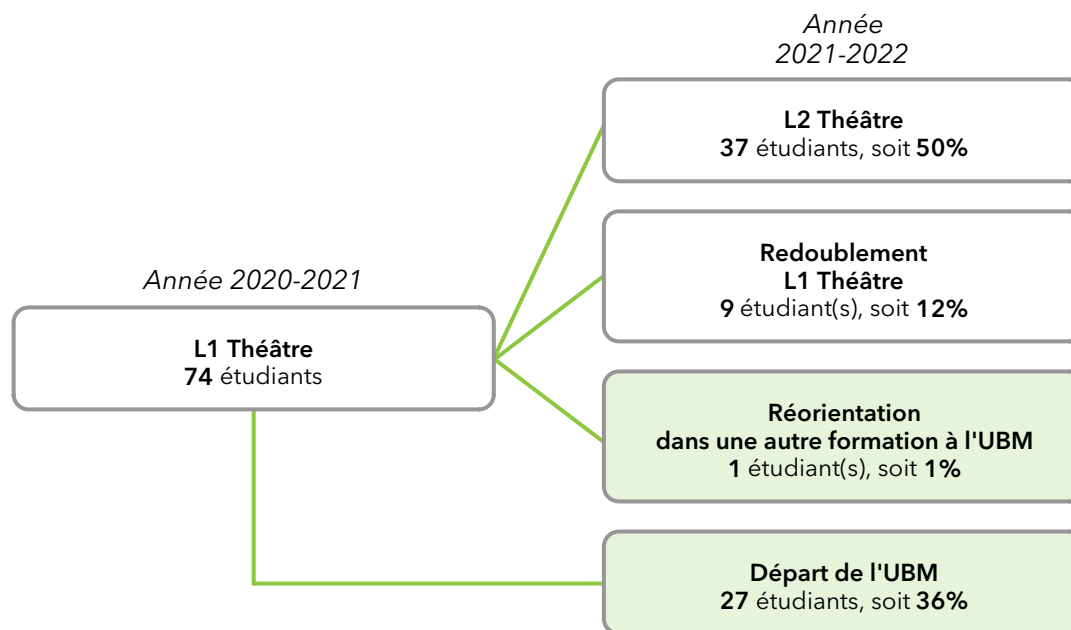 Année
2021-2022
L2 Théâtre
37 étudiants, soit 50%
Redoublement
L1 Théâtre
9 étudiant(s), soit 12%
Année 2020-2021
L1 Théâtre
74 étudiants
Réorientation
dans une autre formation à l'UBM
1 étudiant(s), soit 1%
Départ de l'UBM
27 étudiants, soit 36%